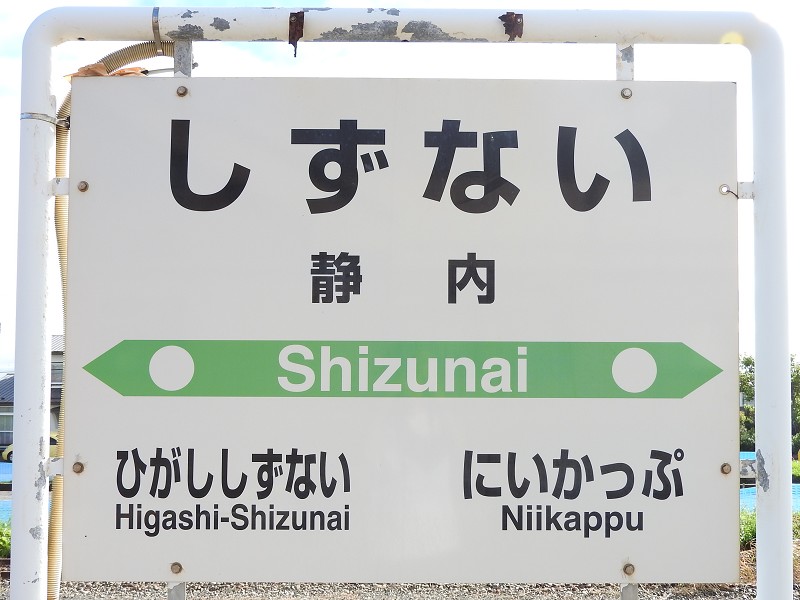 しずない
静内
Shizunai
ひがししずない にいかっぷ
Higashi-Shizunai Niikappu